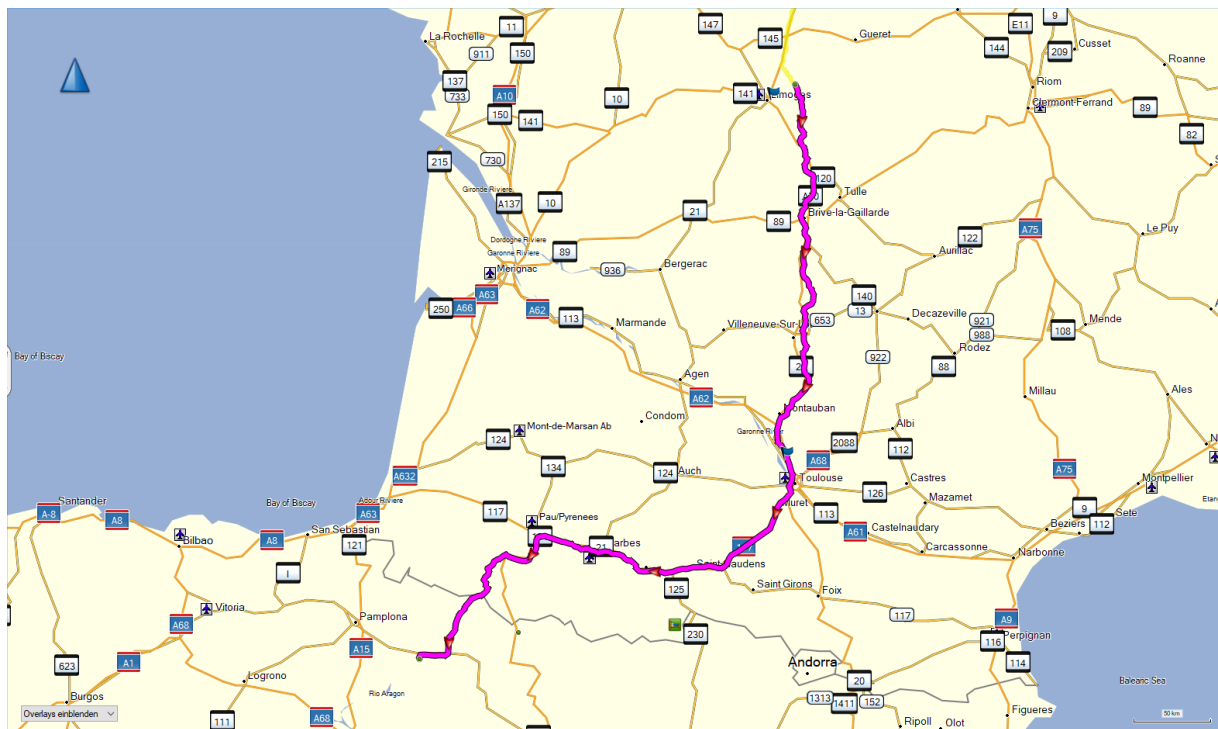 147
11
9
E11
145
Gueret
La Rochelle
150
144
Cusset
911
209
Roanne
137
Riom
733
A10
141
Limoges
10
Clermont-Ferrand
89
150
141
82
215
730
120
Gironde Riviere
Tulle
A137
10
21
Brive-la-Gaillarde
89
A75
Le Puy
Dordogne Riviere
122
Garonne Riviere
89
Aurillac
936
Bergerac
Merignac
A63
140
250
A66
A62
113
13
Decazeville
Marmande
653
921
Mende
988
108
Bay of Biscay
922
Rodez
88
Agen
Millau
Ales
A62
Condom
Montauban
Albi
Mont-de-Marsan Ab
124
2088
112
A68
A75
134
124
Auch
A632
Toulouse
Castres
Montpellier
126
Santander
Bay of Biscay
Adour Riviere
Muret
Mazamet
9
Sete
A-8
A8
A63
117
113
Castelnaudary
Beziers
112
Pau/Pyrenees
A61
San Sebastian
Bilbao
A8
121
21
Carcassonne
Narbonne
I
125
Saint Girons
Foix
117
A9
Vitoria
Pamplona
A68
230
Perpignan
116
A15
623
A1
114
Andorra
Logrono
20
Balearic Sea
Rio Aragon
Burgos
1313
152
1411
Figueres
Overlays einblenden
111
A68
Ripoll
Olot
50 km